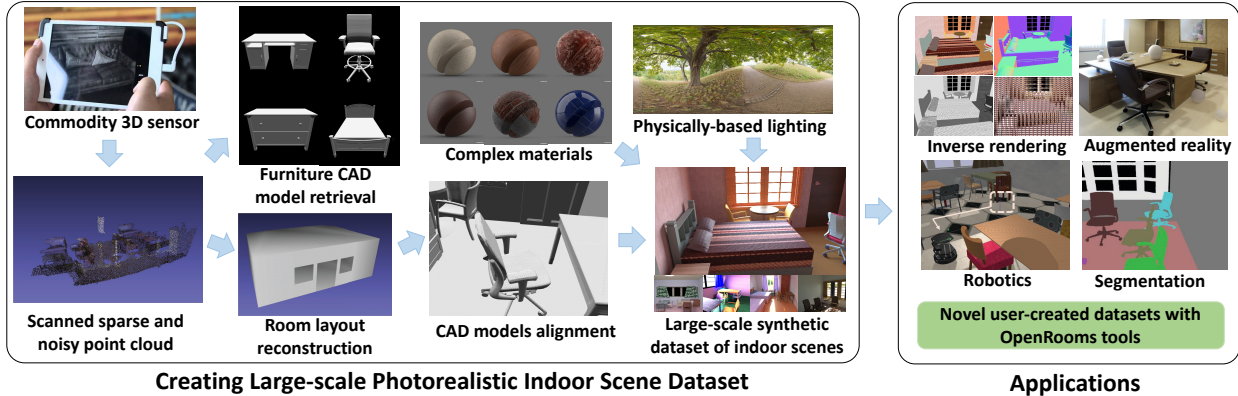 Commodity 3D sensor
Furniture CAD
model retrieval
Complex materials
Physically-based lighting
Scanned sparse and
noisy point cloud
Room layout
reconstruction
CAD models alignment
Large-scale synthetic
dataset of indoor scenes
Creating Large-scale Photorealistic Indoor Scene Dataset
Inverse rendering
Augmented reality
Robotics
Segmentation
Novel user-created datasets with
OpenRooms tools
Applications